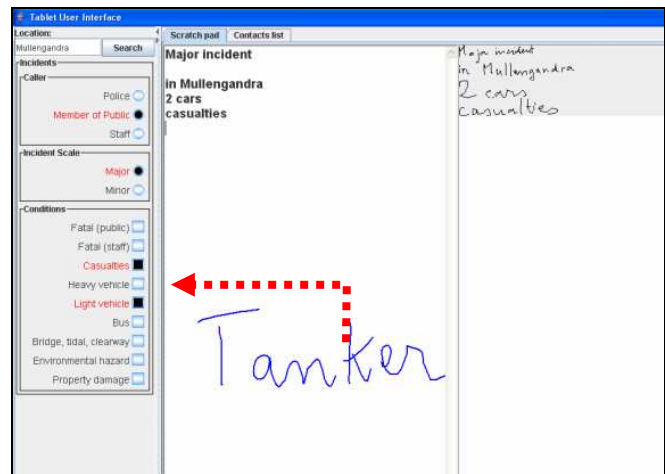 Tablet User Interface
Location:
Mullengandra
Search
Incidents
Caller
Police
Member of Public
Staff
Incident Scale
Major
Minor
Conditions
Fatal (public)
Fatal (staff)
Casualties
Heavy vehicle
Light vehicle
Bus
Bridge, tidal, clearway
Environmental hazard
Property damage
Scratch pad
Contacts list
Major incident
in Mullengandra
2 cars
casualties
Tanker
Major incident
in Mullengandra
2 cars
casualties